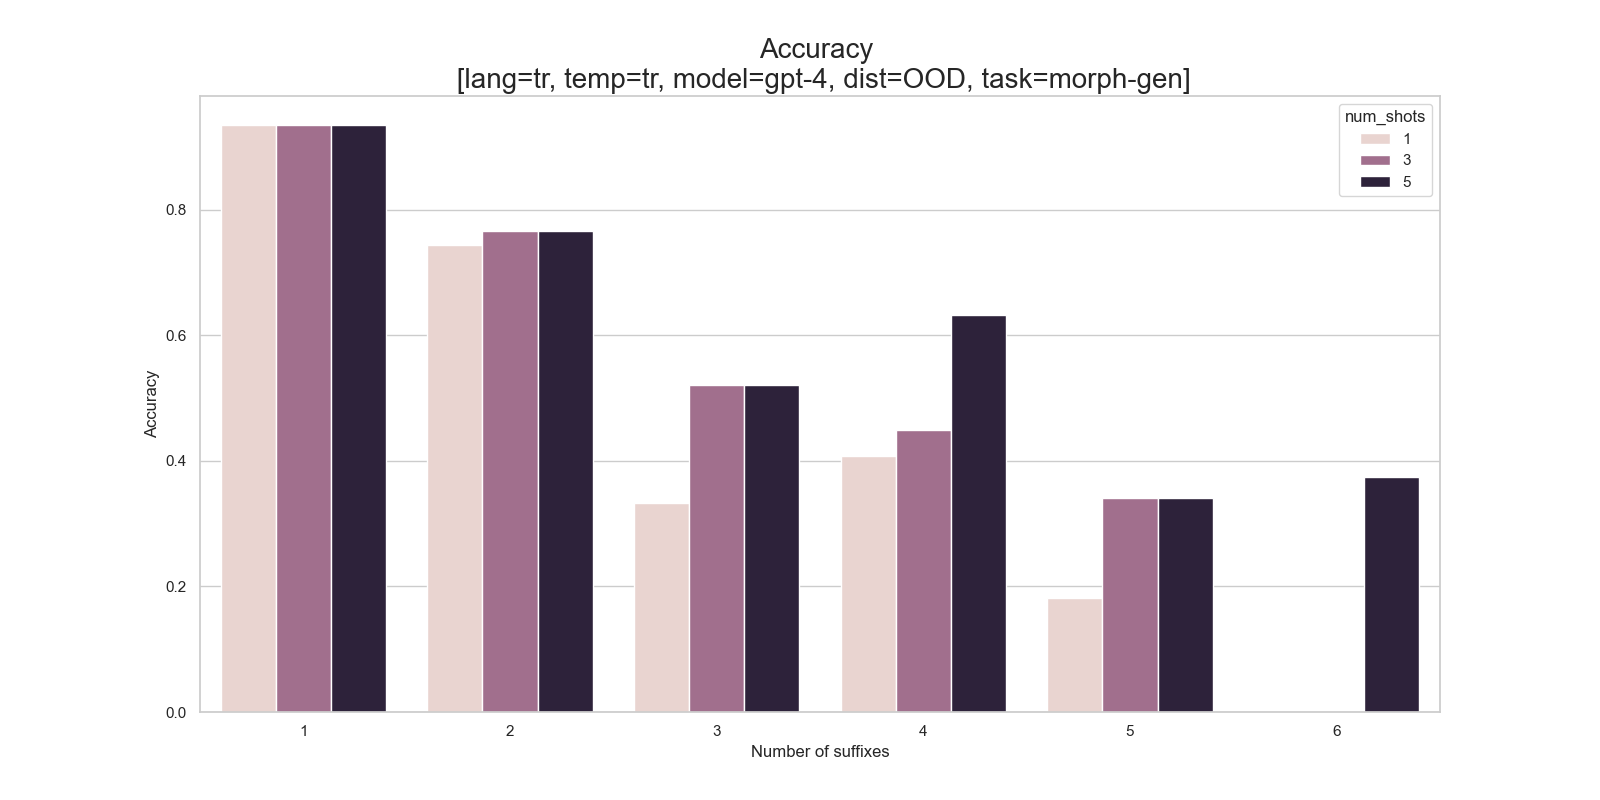 Accuracy
[lang=tr, temp=tr, model=gpt-4, dist=OOD, task=morph-gen]
num_shots
1
3
5
Accuracy
0.8
0.6
0.4
0.2
0.0
1 2 3 4 5 6
Number of suffixes